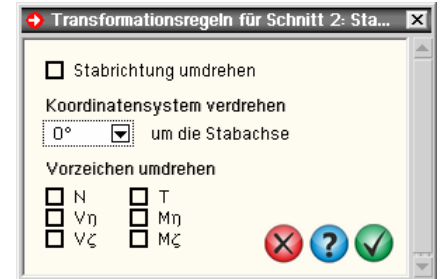 Transformationsregeln für Schnitt 2: Sta...
Stabrichtung umdrehen
Koordinatensystem verdrehen
0° um die Stabachse
Vorzeichen umdrehen
N T
Vη Mη
Vζ Mζ